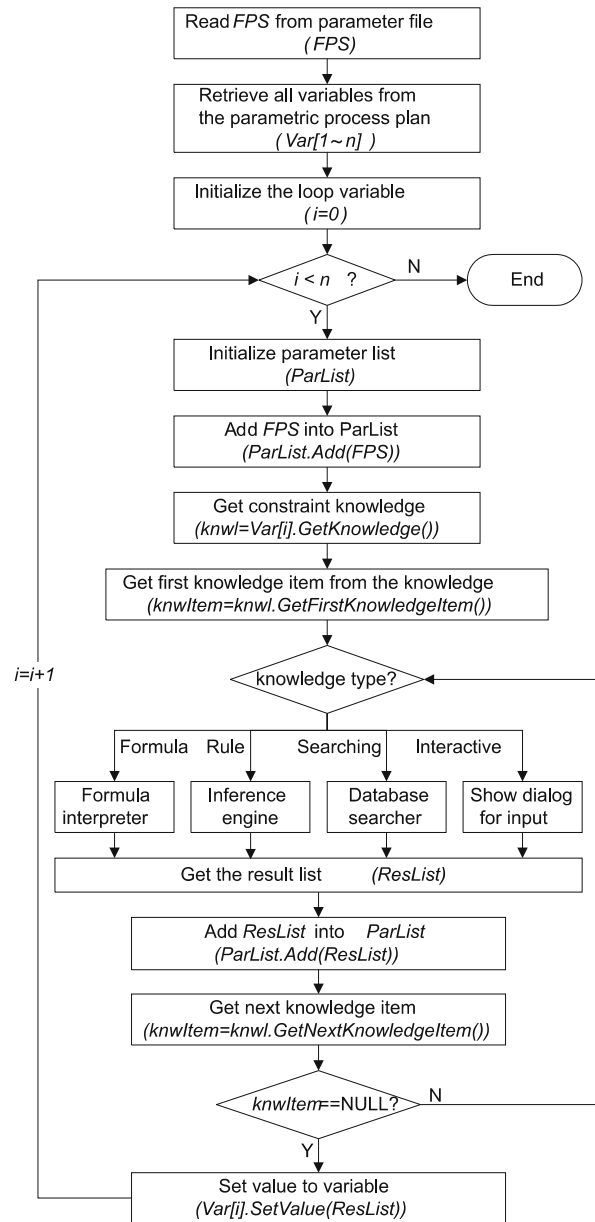 Read FPS from parameter file
(FPS)
Retrieve all variables from
the parametric process plan
(Var[1~n] )
Initialize the loop variable
(i=0)
i < n ?
N
End
Y
Initialize parameter list
(ParList)
Add FPS into ParList
(ParList.Add(FPS))
Get constraint knowledge
(knwl=Var[i].GetKnowledge())
Get first knowledge item from the knowledge
(knwItem=knwl.GetFirstKnowledgeItem())
i=i+1
knowledge type?
Formula Rule Searching Interactive
Formula
interpreter
Inference
engine
Database
searcher
Show dialog
for input
Get the result list (ResList)
Add ResList into ParList
(ParList.Add(ResList))
Get next knowledge item
(knwItem=knwl.GetNextKnowledgeItem())
knwItem==NULL?
N
Y
Set value to variable
(Var[i].SetValue(ResList))